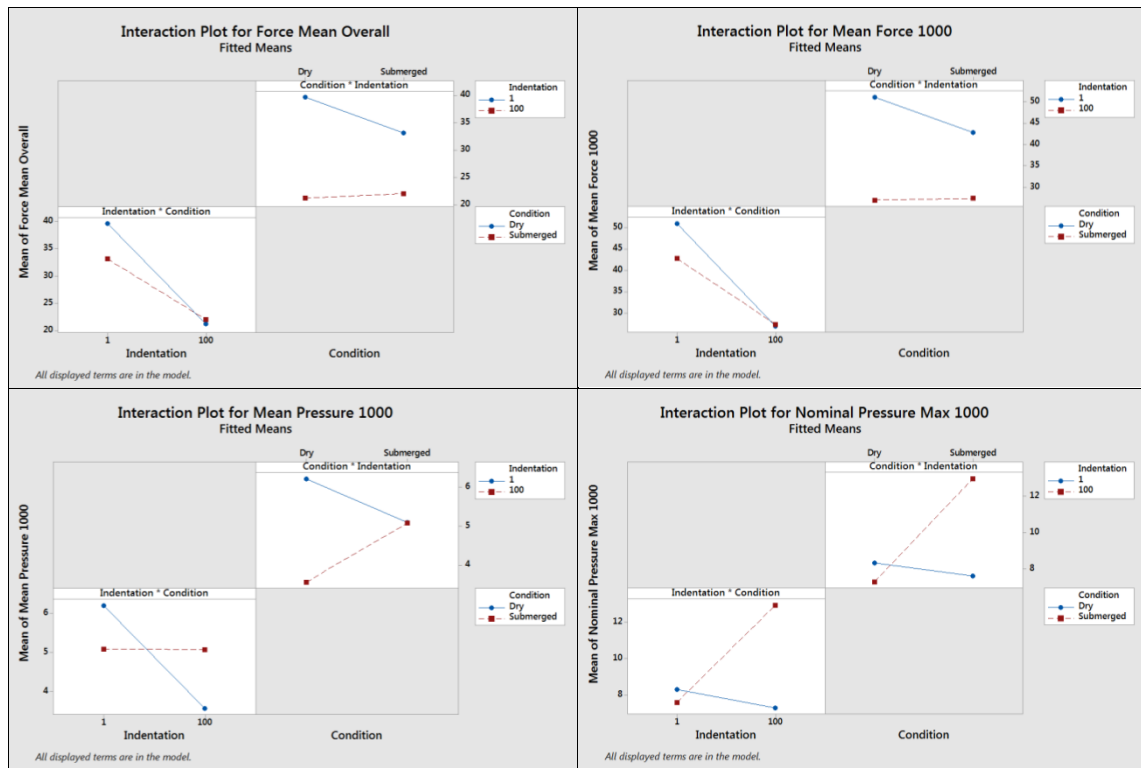 Interaction Plot for Force Mean Overall
Fitted Means
Dry Submerged
Condition * Indentation
Indentation
1
100
40
35
30
25
20
Mean of Force Mean Overall
Indentation * Condition
Condition
Dry
Submerged
40
35
30
25
20
1 100
Indentation Condition
All displayed terms are in the model.
Interaction Plot for Mean Force 1000
Fitted Means
Dry Submerged
Condition * Indentation
Indentation
1
100
50
45
40
35
30
Mean of Mean Force 1000
Indentation * Condition
Condition
Dry
Submerged
50
45
40
35
30
1 100
Indentation Condition
All displayed terms are in the model.
Interaction Plot for Mean Pressure 1000
Fitted Means
Dry Submerged
Condition * Indentation
Indentation
1
100
6
5
4
Mean of Mean Pressure 1000
Indentation * Condition
Condition
Dry
Submerged
6
5
4
1 100
Indentation Condition
All displayed terms are in the model.
Interaction Plot for Nominal Pressure Max 1000
Fitted Means
Dry Submerged
Condition * Indentation
Indentation
1
100
12
10
8
Mean of Nominal Pressure Max 1000
Indentation * Condition
Condition
Dry
Submerged
12
10
8
1 100
Indentation Condition
All displayed terms are in the model.